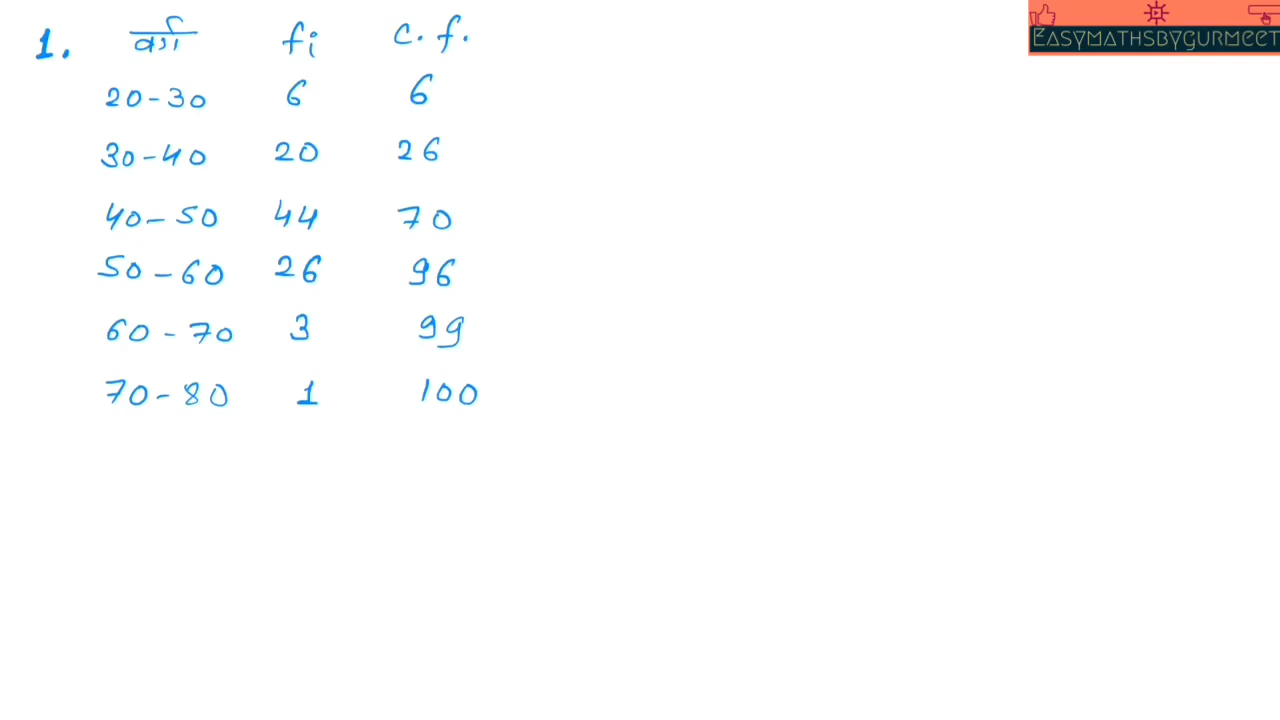 1. वर्ग fi c.f.
20-30 6 6
30-40 20 26
40-50 44 70
50-60 26 96
60-70 3 99
70-80 1 100
EASYMATHSBYGURMEET